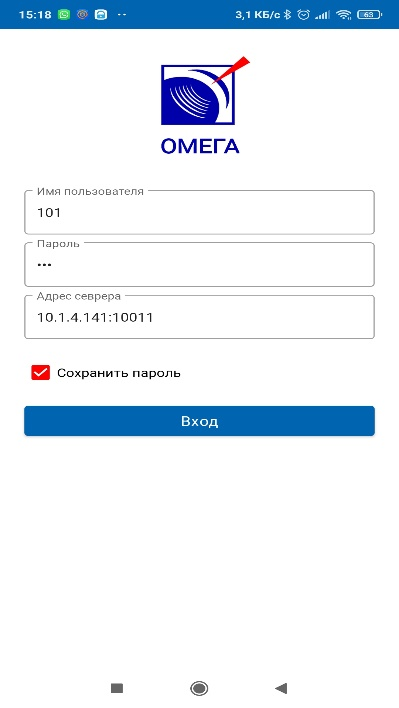 15:18 3,1 КБ/с 63
ОМЕГА
Имя пользователя
101
Пароль
•••
Адрес севрера
10.1.4.141:10011
Сохранить пароль
Вход